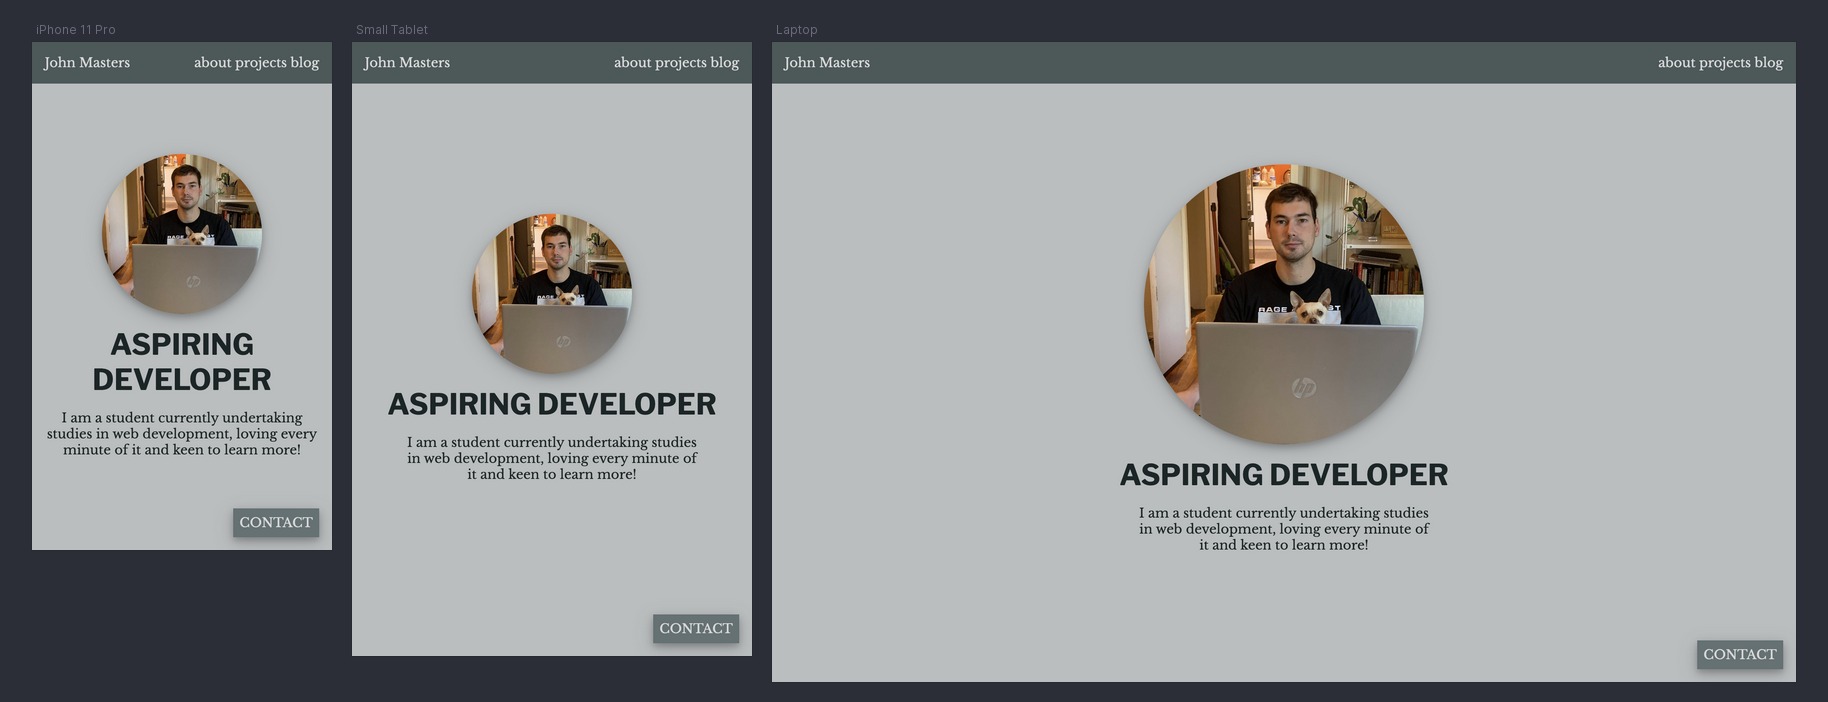 iPhone 11 Pro
John Masters
about projects blog
hp
ASPIRING
DEVELOPER
I am a student currently undertaking
studies in web development, loving every
minute of it and keen to learn more!
CONTACT
Small Tablet
John Masters
about projects blog
hp
ASPIRING DEVELOPER
I am a student currently undertaking studies
in web development, loving every minute of
it and keen to learn more!
CONTACT
Laptop
John Masters
about projects blog
RAGE
hp
ASPIRING DEVELOPER
I am a student currently undertaking studies
in web development, loving every minute of
it and keen to learn more!
CONTACT